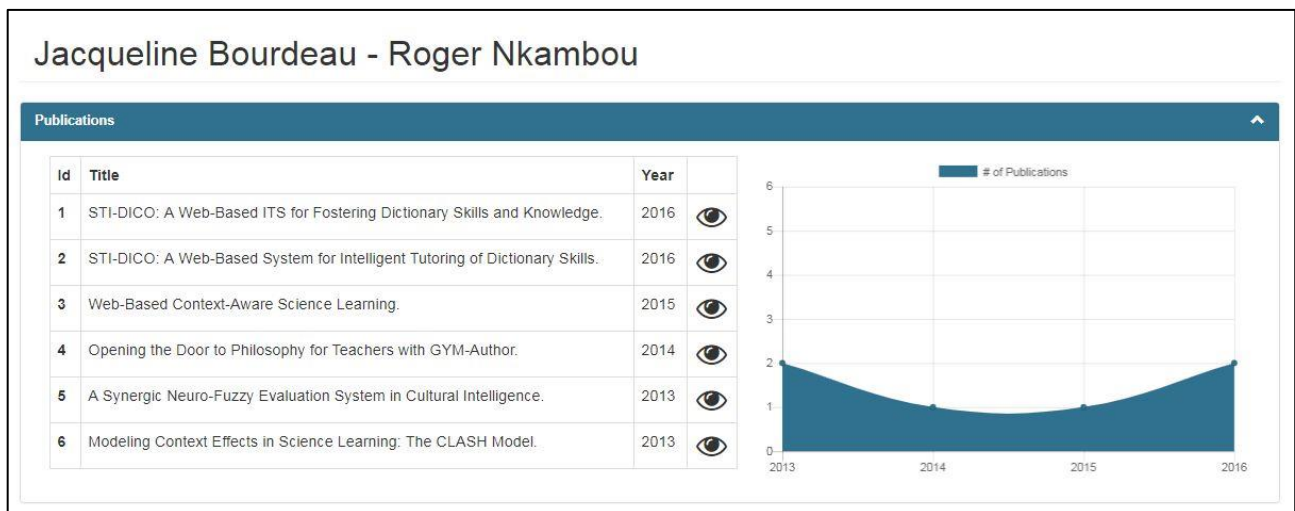 Jacqueline Bourdeau - Roger Nkambou
Publications
Id Title Year
1 STI-DICO: A Web-Based ITS for Fostering Dictionary Skills and Knowledge. 2016
2 STI-DICO: A Web-Based System for Intelligent Tutoring of Dictionary Skills. 2016
3 Web-Based Context-Aware Science Learning. 2015
4 Opening the Door to Philosophy for Teachers with GYM-Author. 2014
5 A Synergic Neuro-Fuzzy Evaluation System in Cultural Intelligence. 2013
6 Modeling Context Effects in Science Learning: The CLASH Model. 2013
# of Publications
6
5
4
3
2
1
0
2013 2014 2015 2016